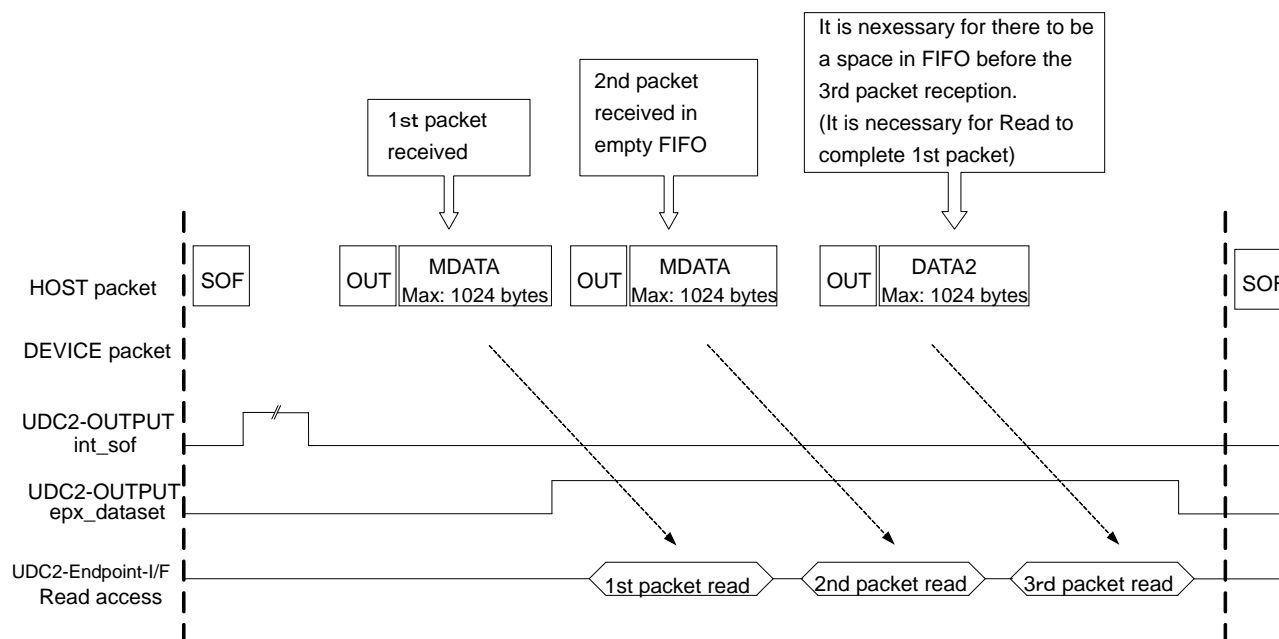 It is nexessary for there to be
a space in FIFO before the
3rd packet reception.
(It is necessary for Read to
complete 1st packet)
2nd packet
received in
empty FIFO
1st packet
received
HOST packet
SOF
OUT
MDATA
Max: 1024 bytes
OUT
MDATA
Max: 1024 bytes
OUT
DATA2
Max: 1024 bytes
SOF
DEVICE packet
UDC2-OUTPUT
int_sof
UDC2-OUTPUT
epx_dataset
UDC2-Endpoint-I/F
Read access
1st packet read
2nd packet read
3rd packet read